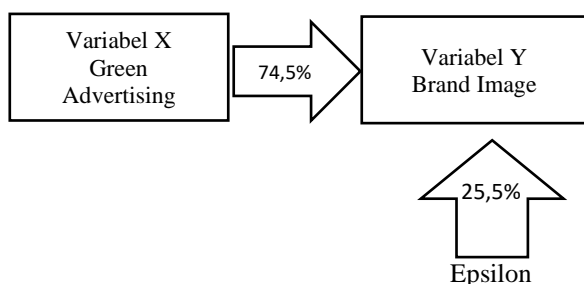 Variabel X
Green
Advertising
74,5%
Variabel Y
Brand Image
25,5%
Epsilon